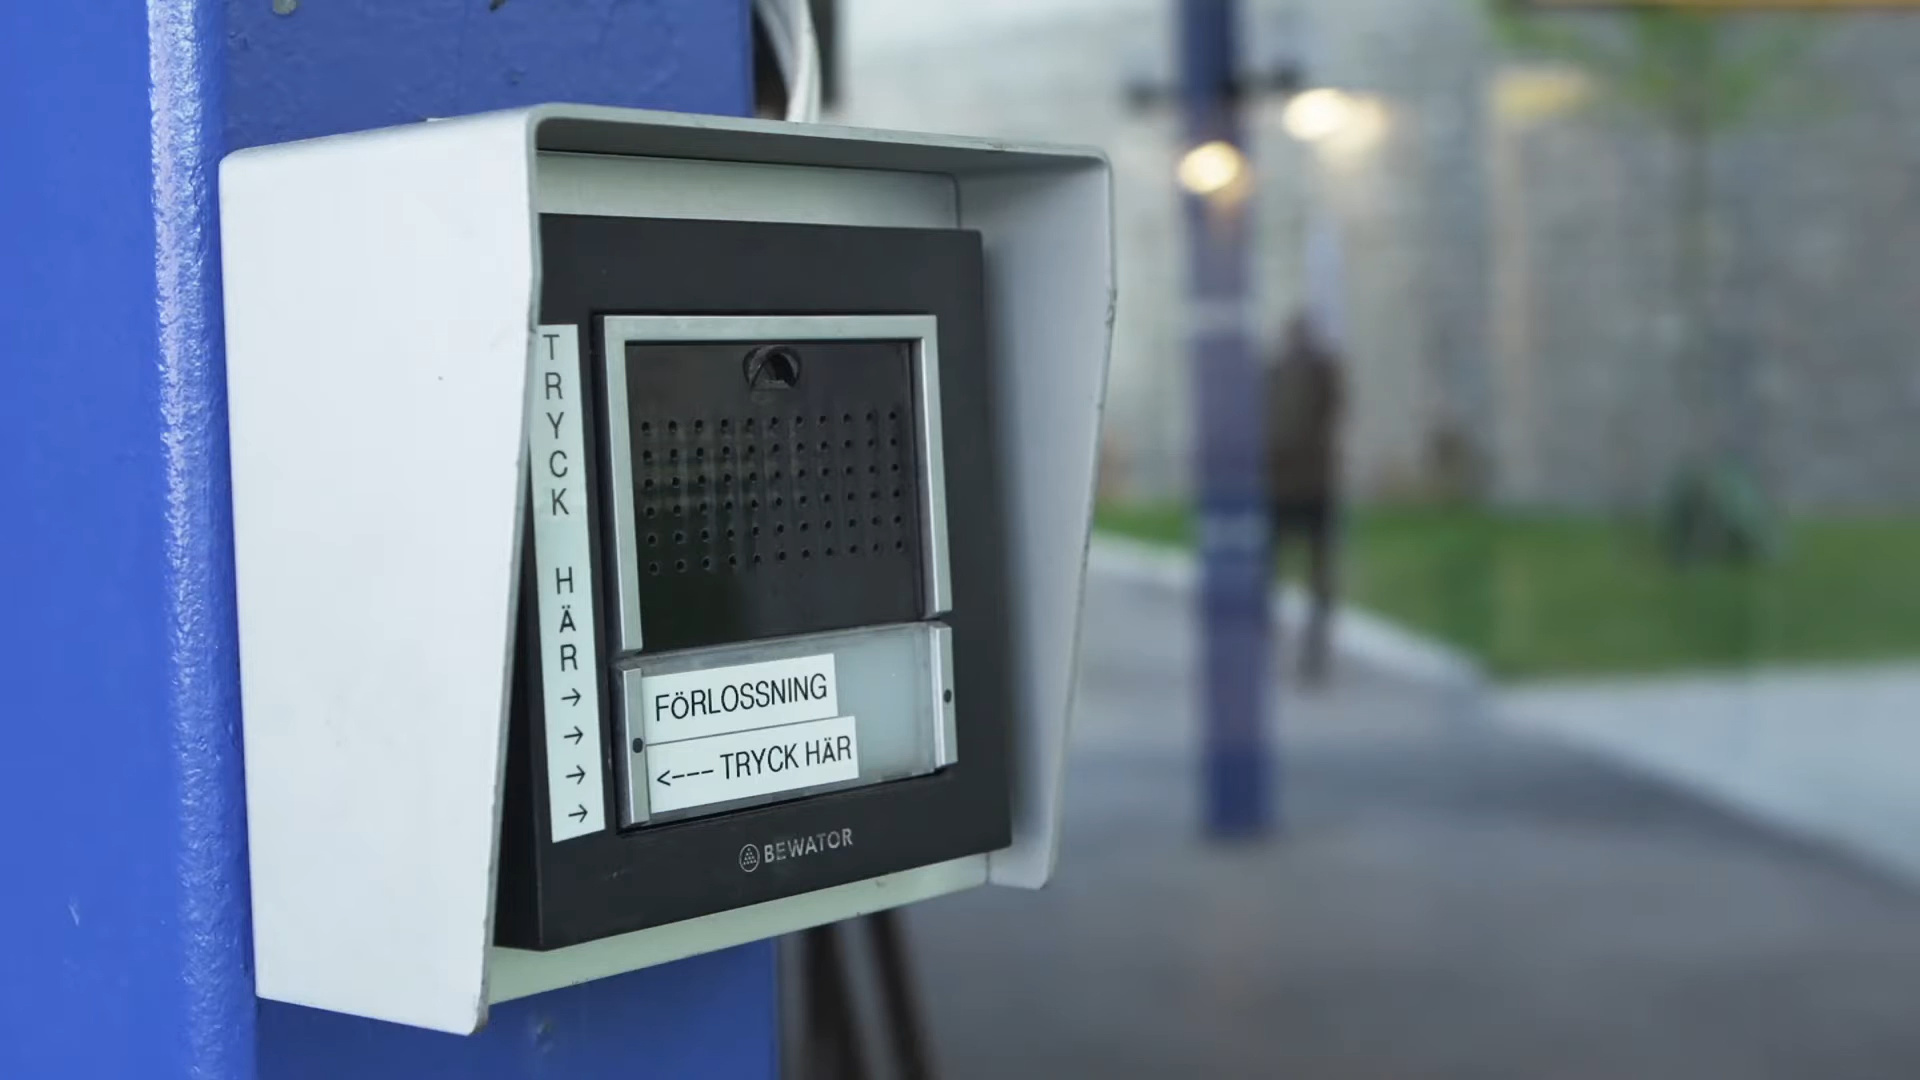 TRYCK HÄR → → → →
FÖRLOSSNING
<--- TRYCK HÄR
BEWATOR